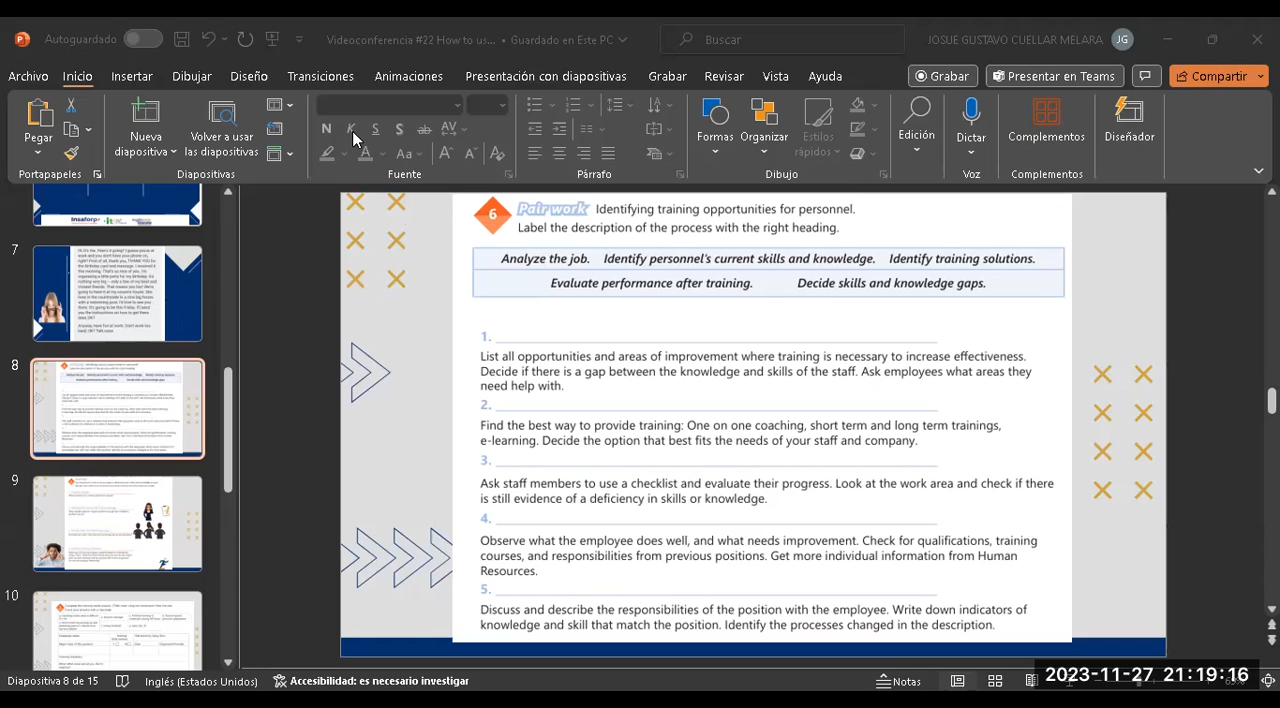 Autoguardado
Videoconferencia #22 How to us... • Guardado en Este PC
Buscar
JOSUE GUSTAVO CUELLAR MELARA
JG
Archivo
Inicio
Insertar
Dibujar
Diseño
Transiciones
Animaciones
Presentación con diapositivas
Grabar
Revisar
Vista
Ayuda
Grabar
Presentar en Teams
Compartir
Pegar
Nueva diapositiva
Volver a usar las diapositivas
Formas
Organizar
Estilos rápidos
Edición
Dictar
Complementos
Diseñador
Portapapeles
Diapositivas
Fuente
Párrafo
Dibujo
Voz
Complementos
7
8
9
10
6 Pair work Identifying training opportunities for personnel.
Label the description of the process with the right heading.
Analyze the job. Identify personnel's current skills and knowledge. Identify training solutions.
Evaluate performance after training. Decide skills and knowledge gaps.
1.
List all opportunities and areas of improvement that training is necessary to improve the business.
Decide if there is a gap between the knowledge and skills of staff. Ask employees what areas they
need help with.
2.
Find the best way to provide training: One on one coaching, short term and long term trainings,
e-learning. Decide the option that best fits the needs of your staff and company.
3.
Ask staff members to use a checklist and evaluate their performance. Look at the work area and check if there
is still evidence of a deficiency in skills or knowledge.
4.
Observe what the employee does well, and what needs improvement. Check for qualifications, training
courses and responsibilities from previous positions. Complete individual information with Human
Resources.
5.
Discuss and describe the responsibilities of the position with the employee. Write down indicators of
knowledge and skill that match the position. Identify if something has changed in the job description.
Diapositiva 8 de 15
Inglés (Estados Unidos)
Accesibilidad: es necesario investigar
Notas
2023-11-27 21:19:16